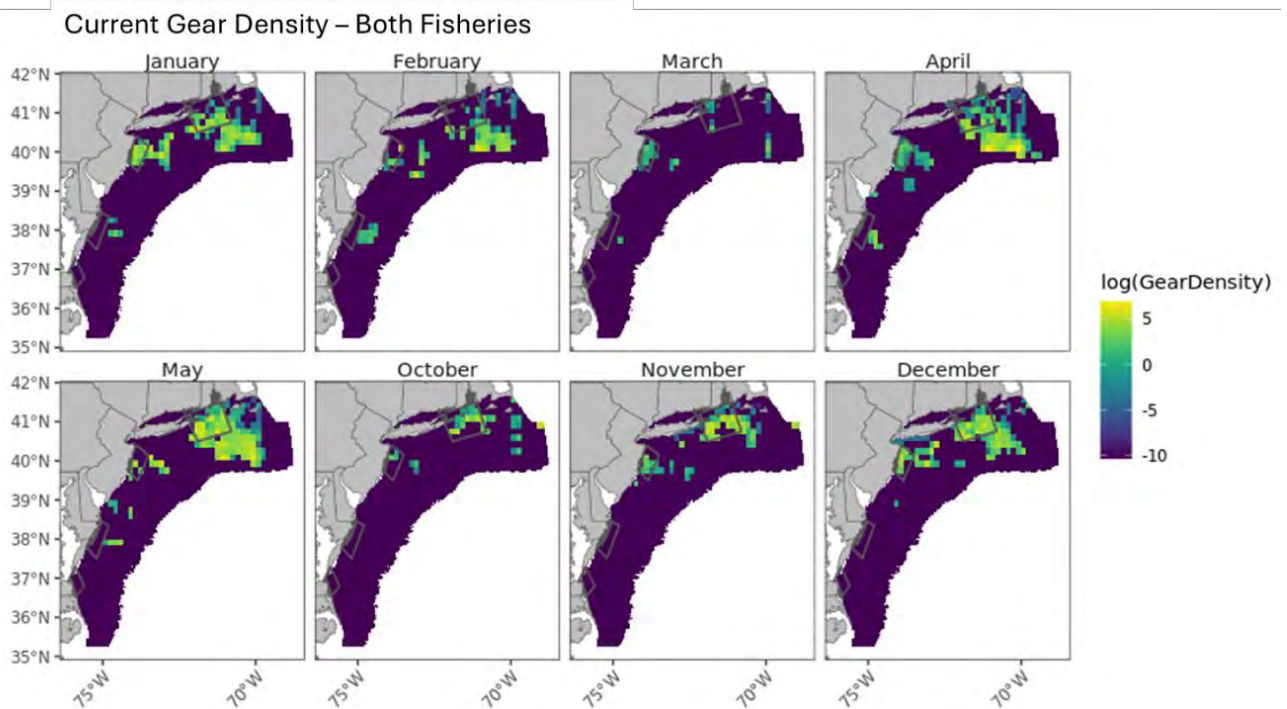 Current Gear Density – Both Fisheries
January February March April
42°N
41°N
40°N
39°N
38°N
37°N
36°N
35°N
log(GearDensity)
5
0
-5
-10
May October November December
42°N
41°N
40°N
39°N
38°N
37°N
36°N
35°N
75°W 70°W 75°W 70°W 75°W 70°W 75°W 70°W